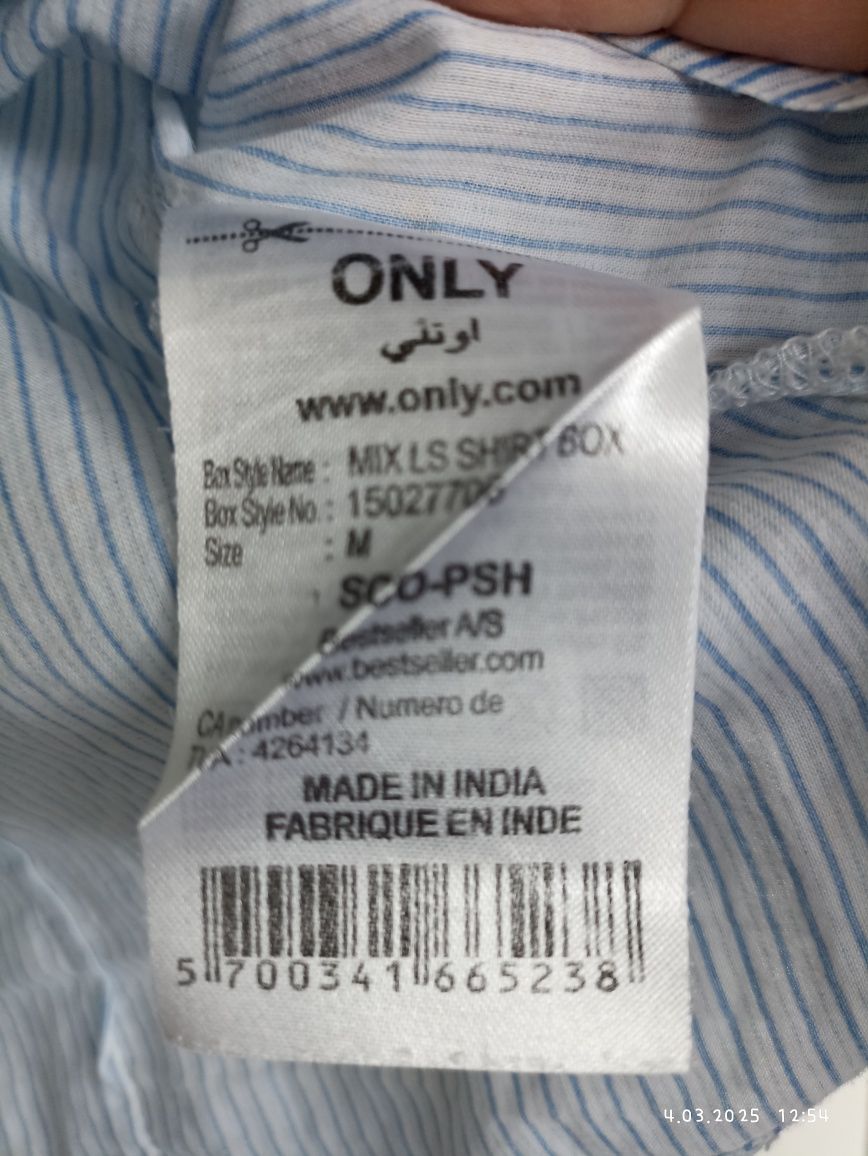 ONLY
اونلي
www.only.com
Box Style Name : MIX LS SHIRT BOX
Box Style No. : 15027706
Size : M
SCO-PSH
Bestseller A/S
www.bestseller.com
CA number / Numero de
CA : 4264134
MADE IN INDIA
FABRIQUE EN INDE
5 700341 665238
4.03.2025 12:54